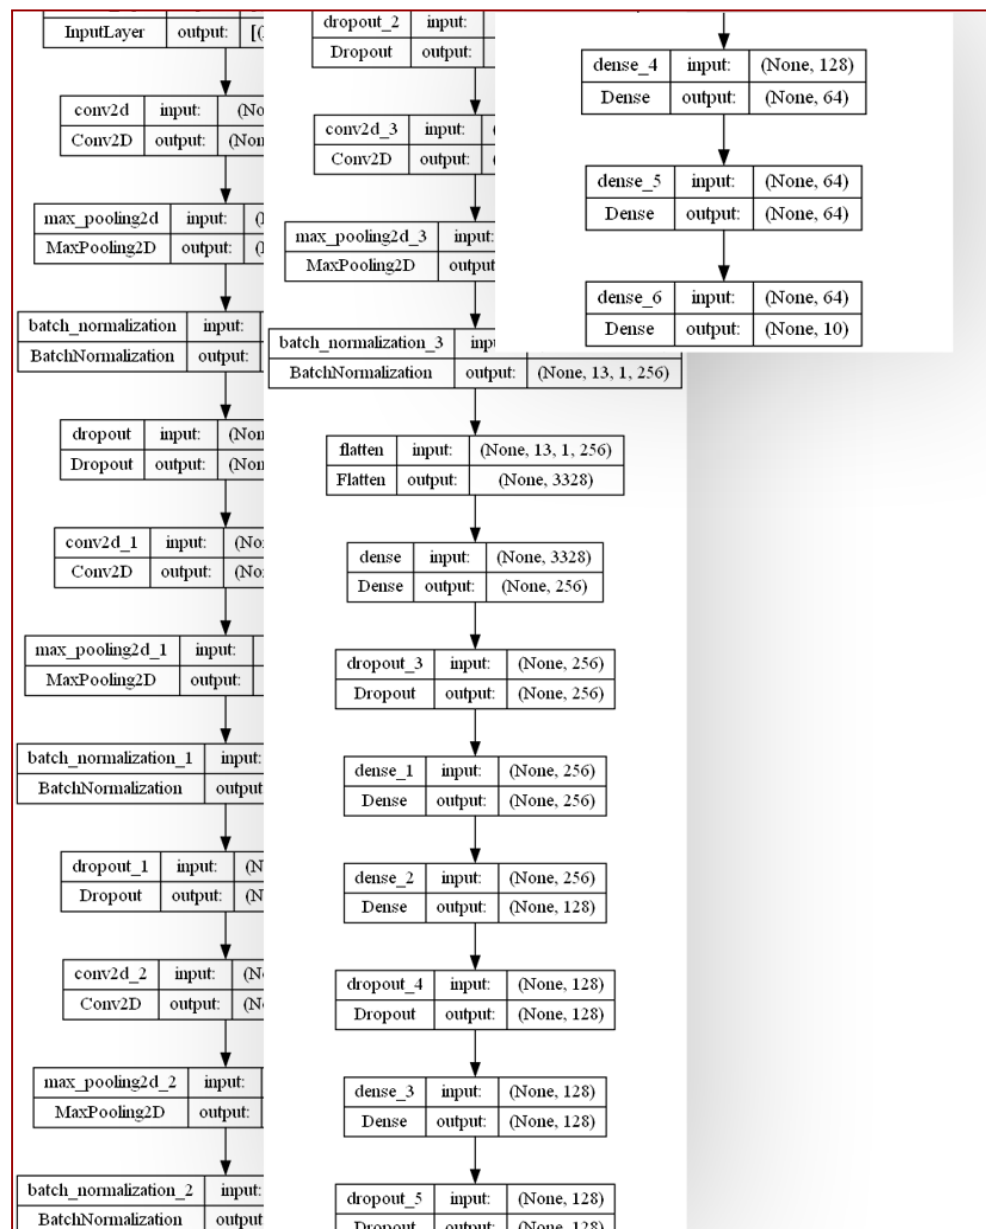 InputLayer output: [(
conv2d input: (No
Conv2D output: (Non
max_pooling2d input: (
MaxPooling2D output: (
batch_normalization input:
BatchNormalization output:
dropout input: (Non
Dropout output: (Non
conv2d_1 input: (No
Conv2D output: (No
max_pooling2d_1 input:
MaxPooling2D output:
batch_normalization_1 input:
BatchNormalization output
dropout_1 input: (N
Dropout output: (N
conv2d_2 input: (N
Conv2D output: (N
max_pooling2d_2 input:
MaxPooling2D output:
batch_normalization_2 input:
BatchNormalization output
dropout_2 input:
Dropout output:
conv2d_3 input: (
Conv2D output: (
max_pooling2d_3 input:
MaxPooling2D output
batch_normalization_3 inpu
BatchNormalization output: (None, 13, 1, 256)
flatten input: (None, 13, 1, 256)
Flatten output: (None, 3328)
dense input: (None, 3328)
Dense output: (None, 256)
dropout_3 input: (None, 256)
Dropout output: (None, 256)
dense_1 input: (None, 256)
Dense output: (None, 256)
dense_2 input: (None, 256)
Dense output: (None, 128)
dropout_4 input: (None, 128)
Dropout output: (None, 128)
dense_3 input: (None, 128)
Dense output: (None, 128)
dropout_5 input: (None, 128)
Dropout output: (None, 128)
dense_4 input: (None, 128)
Dense output: (None, 64)
dense_5 input: (None, 64)
Dense output: (None, 64)
dense_6 input: (None, 64)
Dense output: (None, 10)